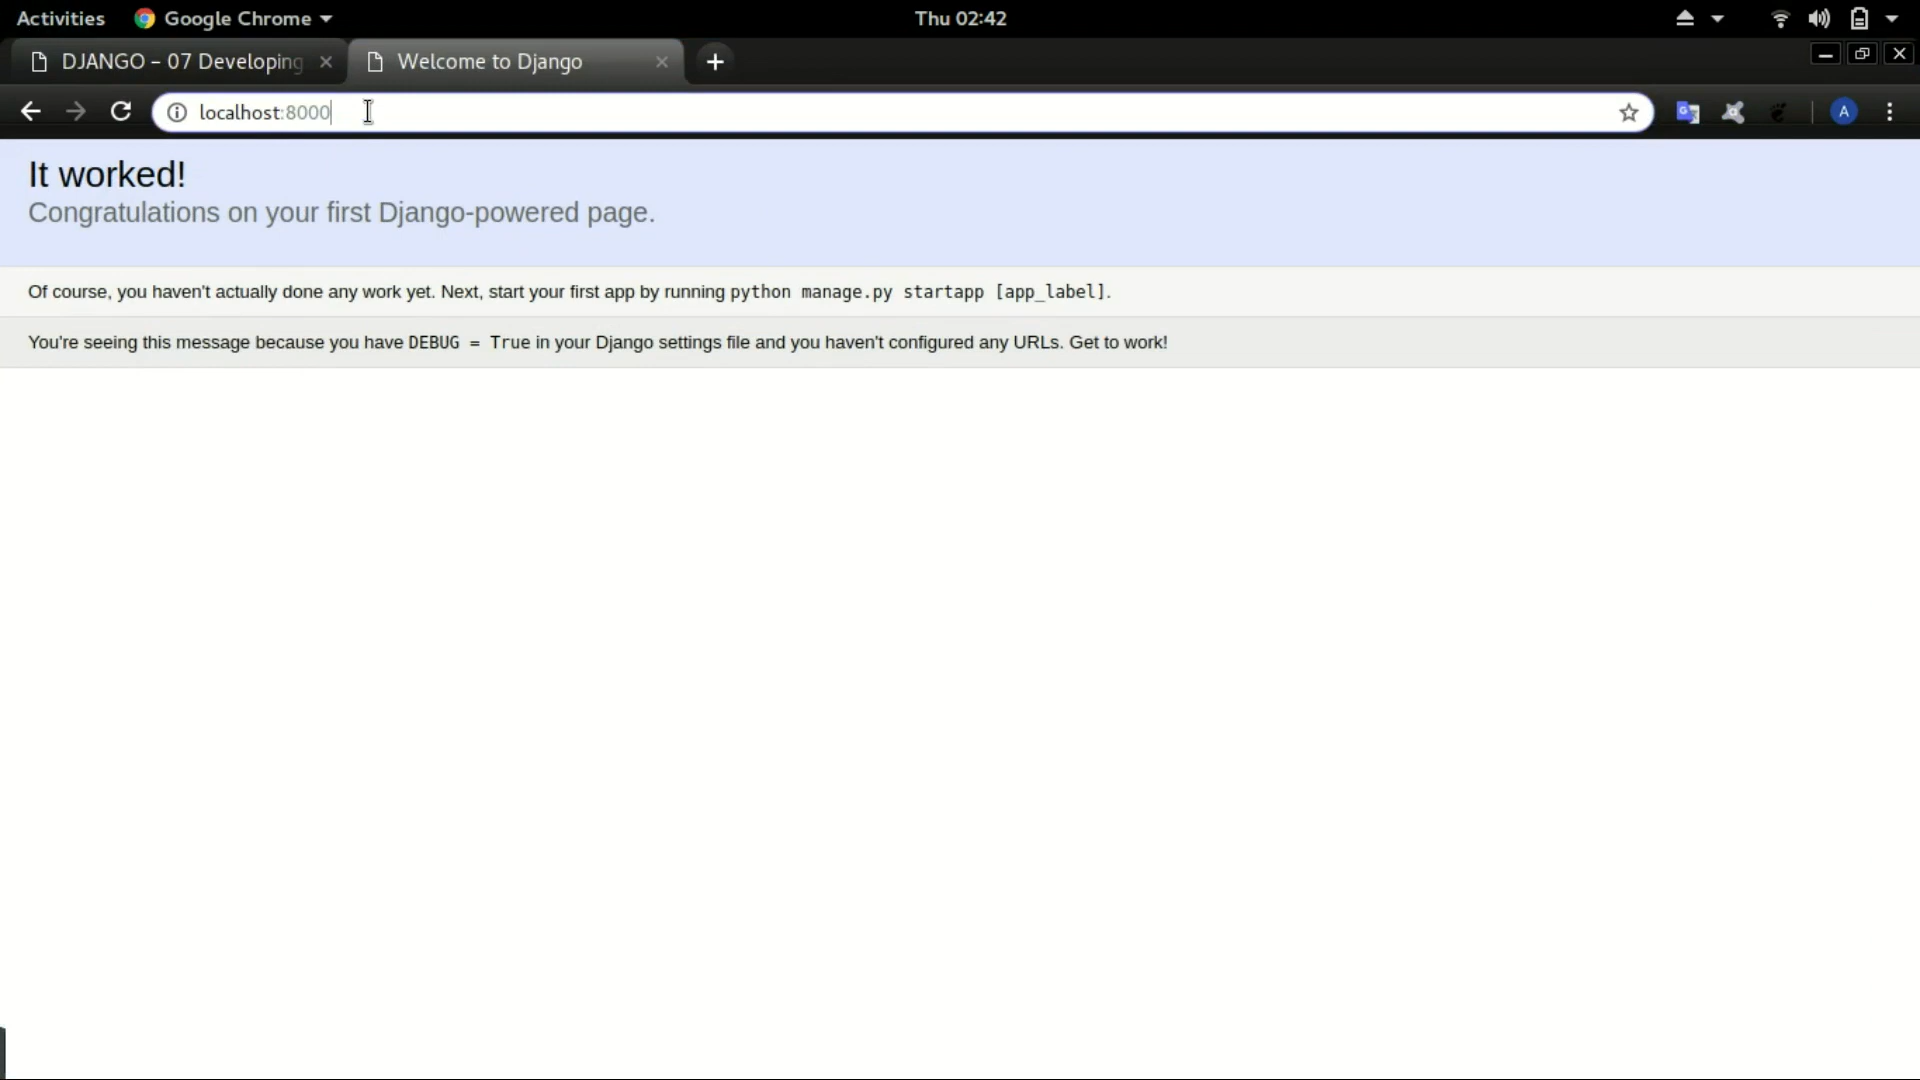 Activities Google Chrome Thu 02:42
DJANGO – 07 Developing Welcome to Django
localhost:8000 A
It worked!
Congratulations on your first Django-powered page.
Of course, you haven't actually done any work yet. Next, start your first app by running python manage.py startapp [app_label].
You're seeing this message because you have DEBUG = True in your Django settings file and you haven't configured any URLs. Get to work!